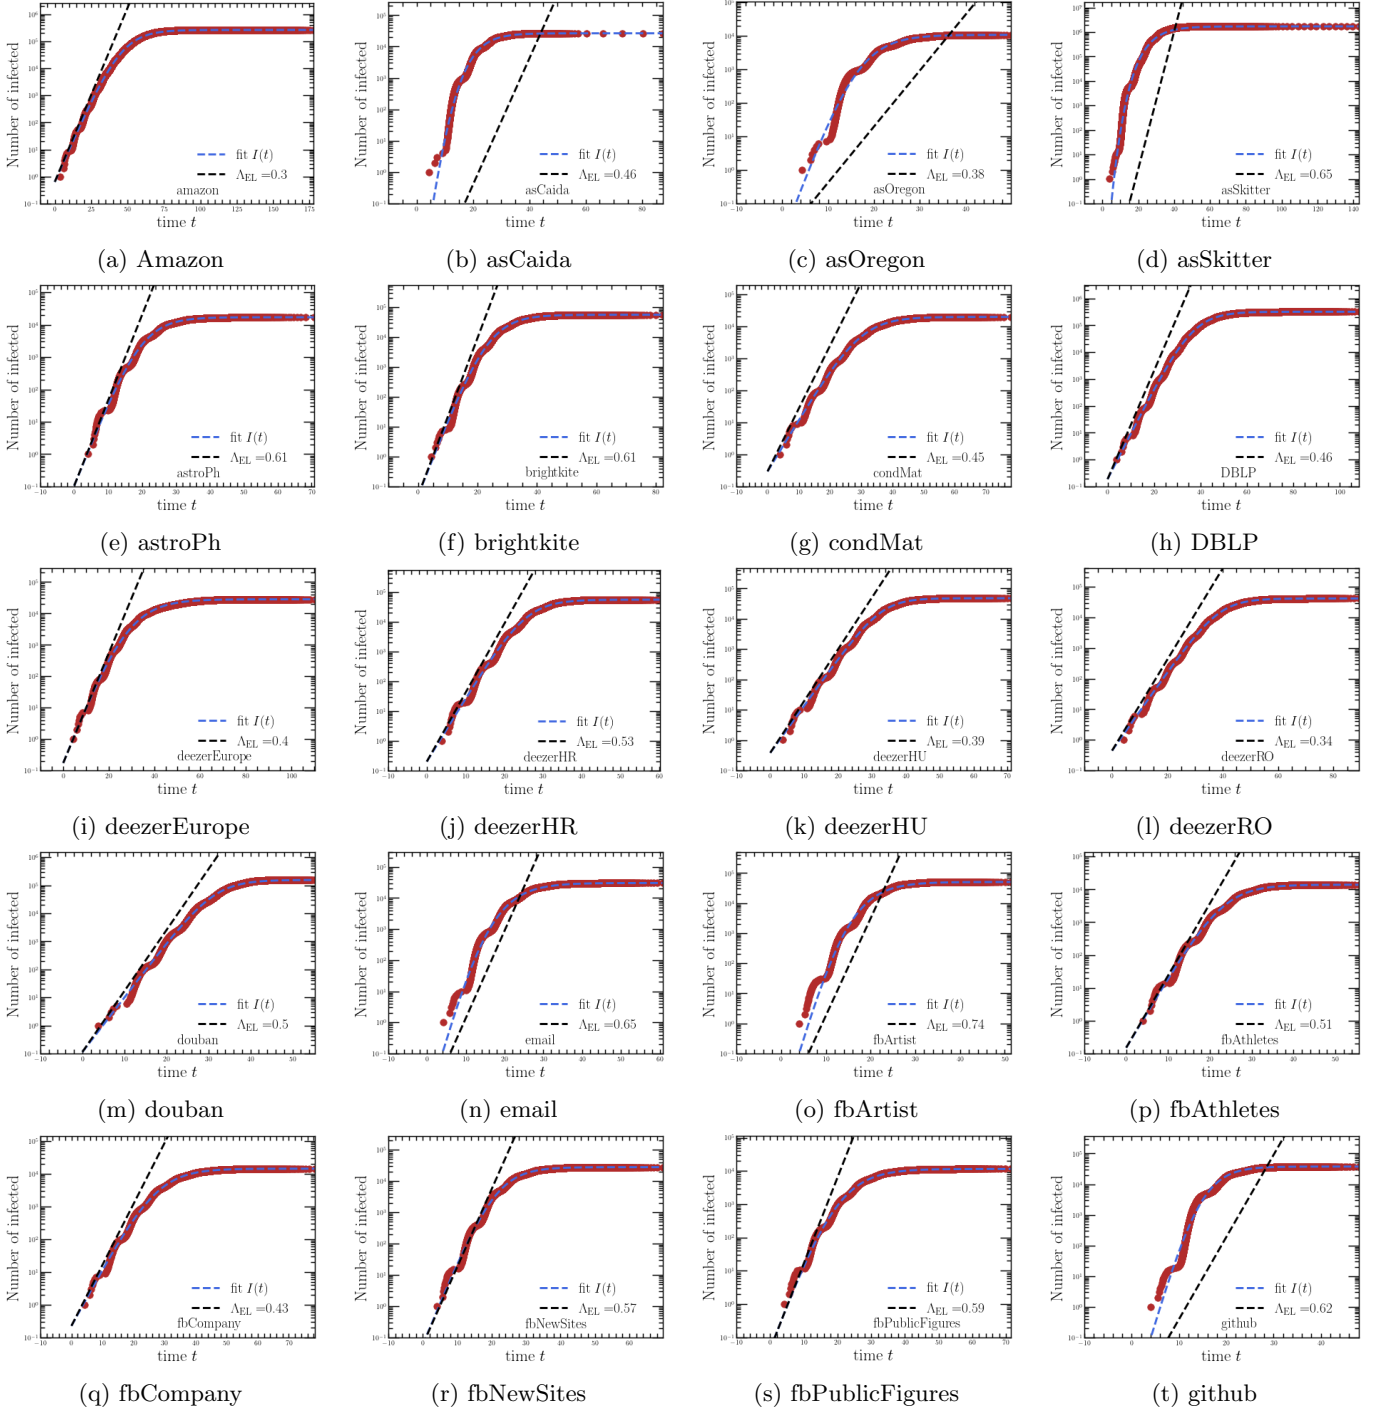 Number of infected
fit I(t)
Λ_EL =0.3
amazon
time t
(a) Amazon
Number of infected
fit I(t)
Λ_EL =0.46
asCaida
time t
(b) asCaida
Number of infected
fit I(t)
Λ_EL =0.38
asOregon
time t
(c) asOregon
Number of infected
fit I(t)
Λ_EL =0.65
asSkitter
time t
(d) asSkitter
Number of infected
fit I(t)
Λ_EL =0.61
astroPh
time t
(e) astroPh
Number of infected
fit I(t)
Λ_EL =0.61
brightkite
time t
(f) brightkite
Number of infected
fit I(t)
Λ_EL =0.45
condMat
time t
(g) condMat
Number of infected
fit I(t)
Λ_EL =0.46
DBLP
time t
(h) DBLP
Number of infected
fit I(t)
Λ_EL =0.4
deezerEurope
time t
(i) deezerEurope
Number of infected
fit I(t)
Λ_EL =0.53
deezerHR
time t
(j) deezerHR
Number of infected
fit I(t)
Λ_EL =0.39
deezerHU
time t
(k) deezerHU
Number of infected
fit I(t)
Λ_EL =0.34
deezerRO
time t
(l) deezerRO
Number of infected
fit I(t)
Λ_EL =0.5
douban
time t
(m) douban
Number of infected
fit I(t)
Λ_EL =0.65
email
time t
(n) email
Number of infected
fit I(t)
Λ_EL =0.74
fbArtist
time t
(o) fbArtist
Number of infected
fit I(t)
Λ_EL =0.51
fbAthletes
time t
(p) fbAthletes
Number of infected
fit I(t)
Λ_EL =0.43
fbCompany
time t
(q) fbCompany
Number of infected
fit I(t)
Λ_EL =0.57
fbNewSites
time t
(r) fbNewSites
Number of infected
fit I(t)
Λ_EL =0.59
fbPublicFigures
time t
(s) fbPublicFigures
Number of infected
fit I(t)
Λ_EL =0.62
github
time t
(t) github